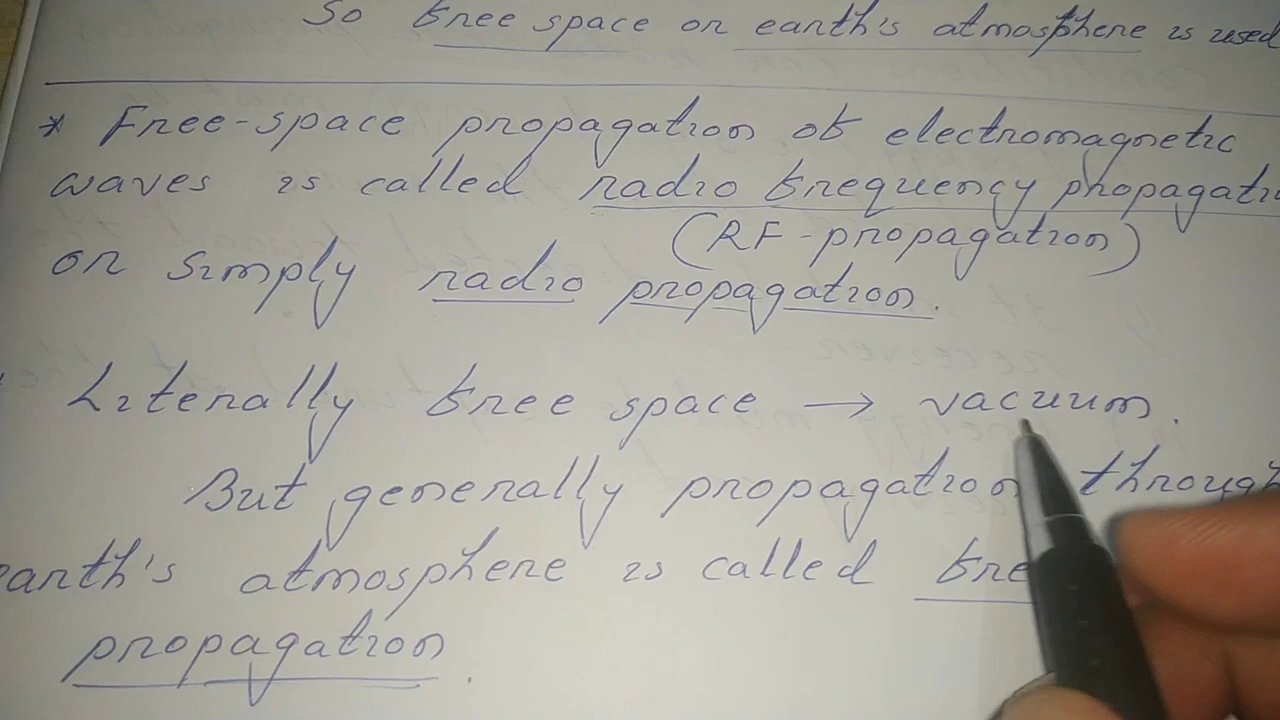 So free space or earth's atmosphere is used
* Free-space propagation of electromagnetic
waves is called radio frequency propagati
(RF-propagation)
or simply radio propagation.
Literally free space → vacuum.
But generally propagation through
earth's atmosphere is called fre
propagation.